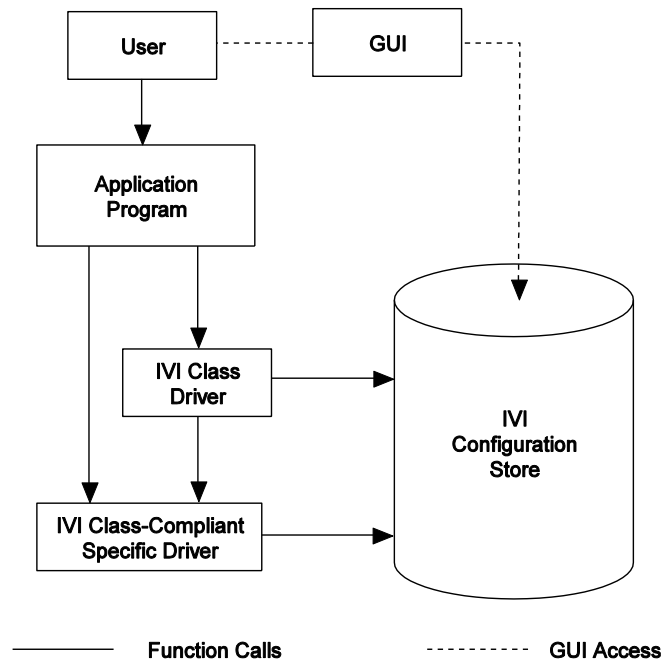 User
GUI
Application
Program
IVI Class
Driver
IVI
Configuration
Store
IVI Class-Compliant
Specific Driver
Function Calls
GUI Access